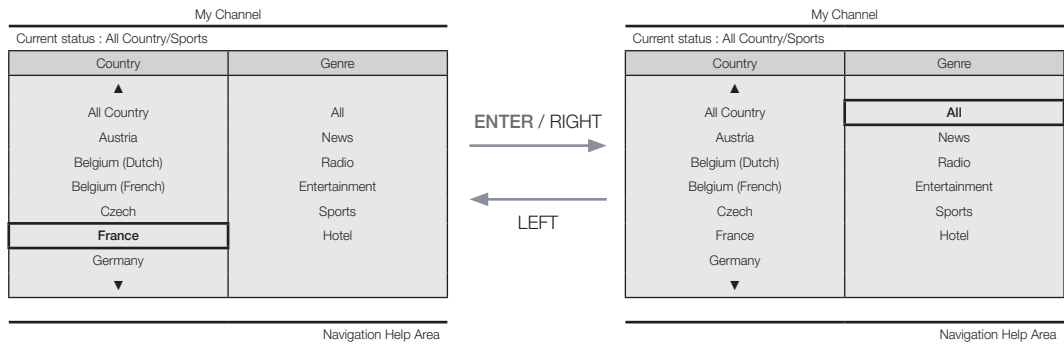 My Channel
Current status : All Country/Sports
Country Genre
▲
All Country All
Austria News
Belgium (Dutch) Radio
Belgium (French) Entertainment
Czech Sports
France Hotel
Germany
▼
Navigation Help Area
ENTER / RIGHT
LEFT
My Channel
Current status : All Country/Sports
Country Genre
▲
All Country All
Austria News
Belgium (Dutch) Radio
Belgium (French) Entertainment
Czech Sports
France Hotel
Germany
▼
Navigation Help Area